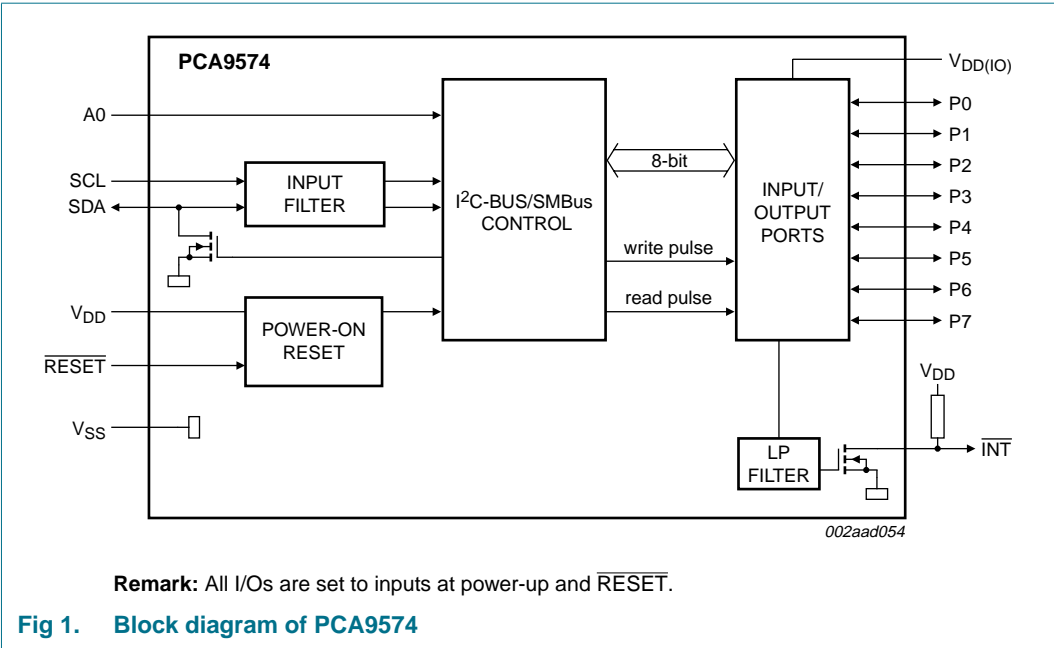 PCA9574
V_DD(IO)
A0
P0
P1
SCL
INPUT
FILTER
8-bit
P2
SDA
I²C-BUS/SMBus
CONTROL
INPUT/
OUTPUT
PORTS
P3
P4
write pulse
P5
read pulse
P6
V_DD
POWER-ON
RESET
P7
RESET
V_DD
V_SS
LP
FILTER
INT
002aad054
Remark: All I/Os are set to inputs at power-up and RESET.
Fig 1. Block diagram of PCA9574